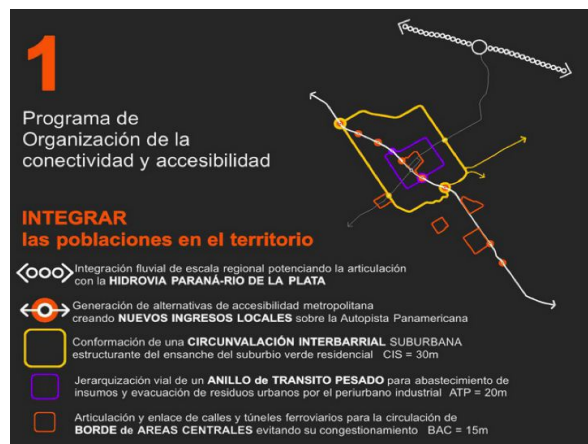 1
Programa de
Organización de la
conectividad y accesibilidad
INTEGRAR
las poblaciones en el territorio
Integración fluvial de escala regional potenciando la articulación
con la HIDROVIA PARANÁ-RIO DE LA PLATA
Generación de alternativas de accesibilidad metropolitana
creando NUEVOS INGRESOS LOCALES sobre la Autopista Panamericana
Conformación de una CIRCUNVALACIÓN INTERBARRIAL SUBURBANA
estructurante del ensanche del suburbio verde residencial CIS = 30m
Jerarquización vial de un ANILLO de TRANSITO PESADO para abastecimiento de
insumos y evacuación de residuos urbanos por el periurbano industrial ATP = 20m
Articulación y enlace de calles y túneles ferroviarios para la circulación de
BORDE de AREAS CENTRALES evitando su congestionamiento BAC = 15m